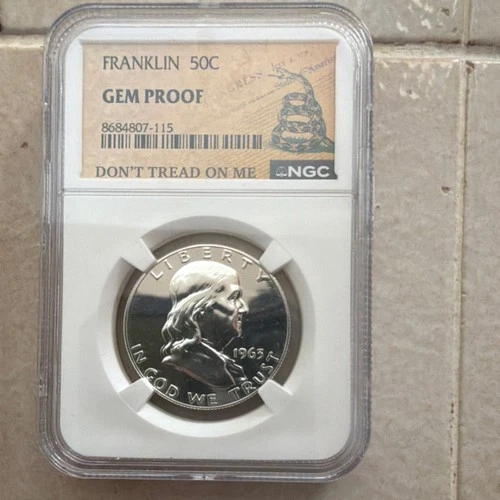 FRANKLIN 50C
GEM PROOF
8684807-115
DON'T TREAD ON ME
NGC
LIBERTY
1963
IN GOD WE TRUST